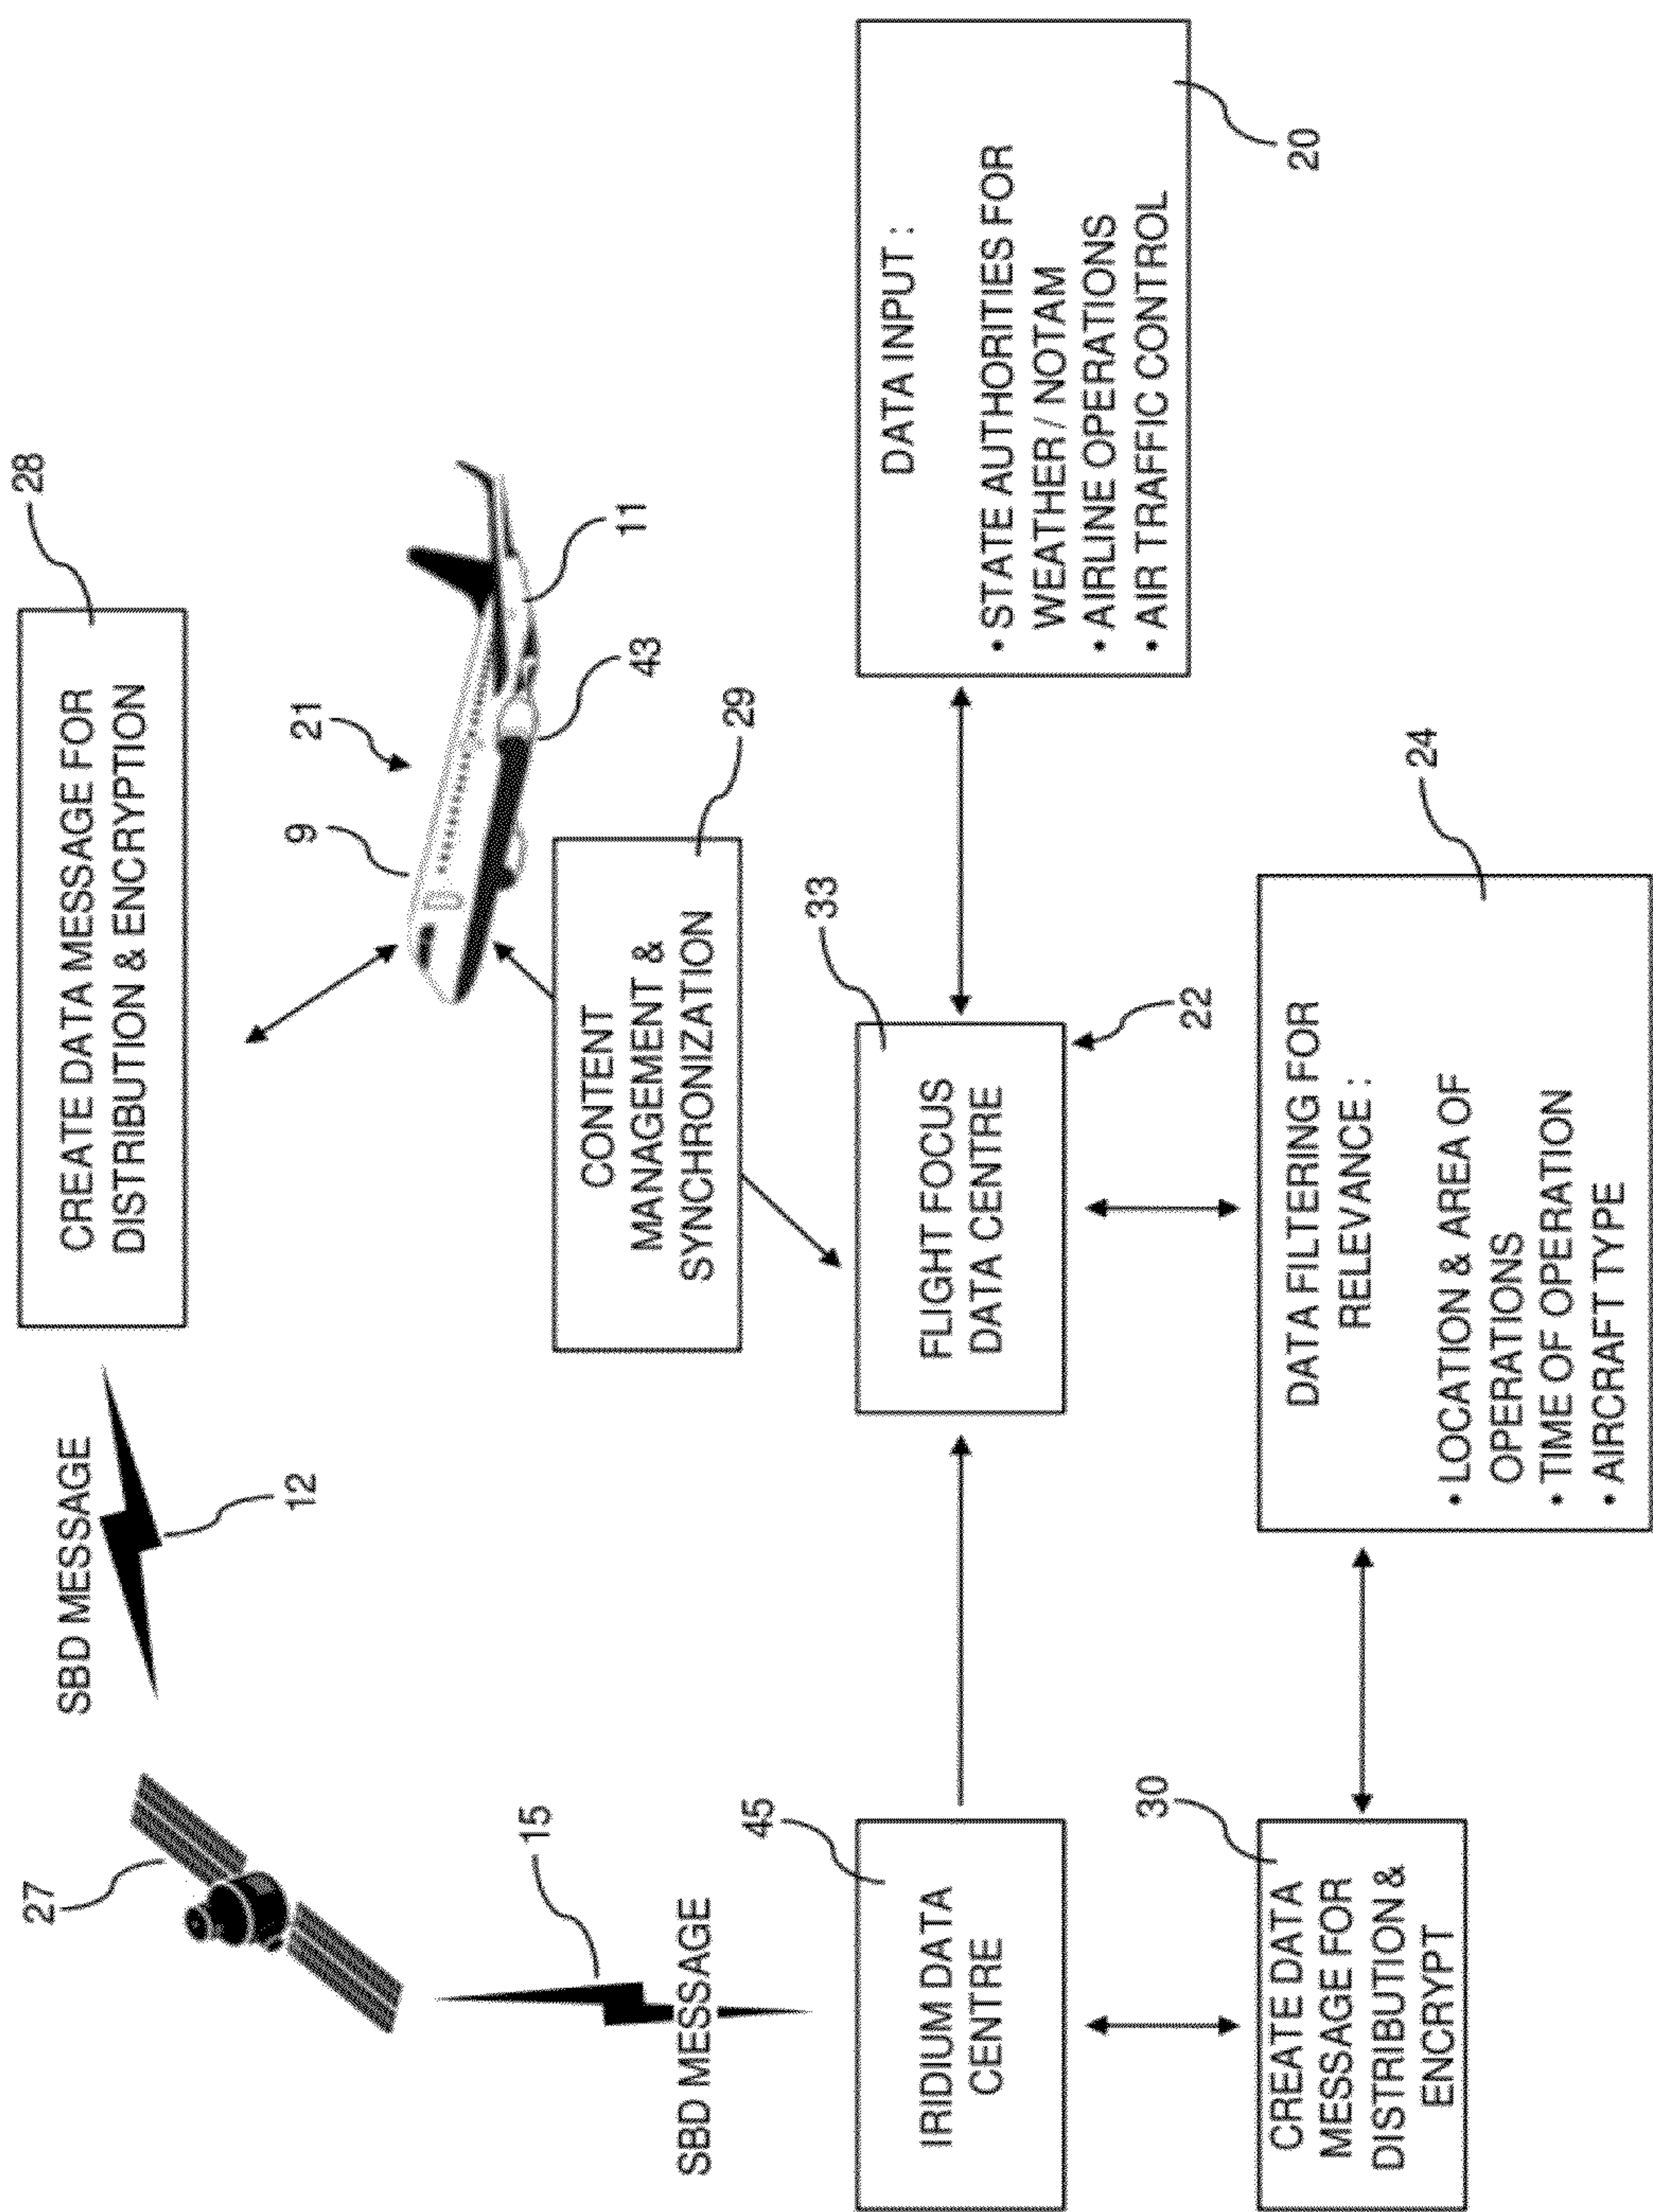 27
SBD MESSAGE
12
CREATE DATA MESSAGE FOR
DISTRIBUTION & ENCRYPTION
28
15
SBD MESSAGE
9
21
11
43
CONTENT
MANAGEMENT &
SYNCHRONIZATION
29
45
IRIDIUM DATA
CENTRE
33
FLIGHT FOCUS
DATA CENTRE
22
DATA INPUT :
• STATE AUTHORITIES FOR
WEATHER / NOTAM
• AIRLINE OPERATIONS
• AIR TRAFFIC CONTROL
20
30
CREATE DATA
MESSAGE FOR
DISTRIBUTION &
ENCRYPT
DATA FILTERING FOR
RELEVANCE :
• LOCATION & AREA OF
OPERATIONS
• TIME OF OPERATION
• AIRCRAFT TYPE
24